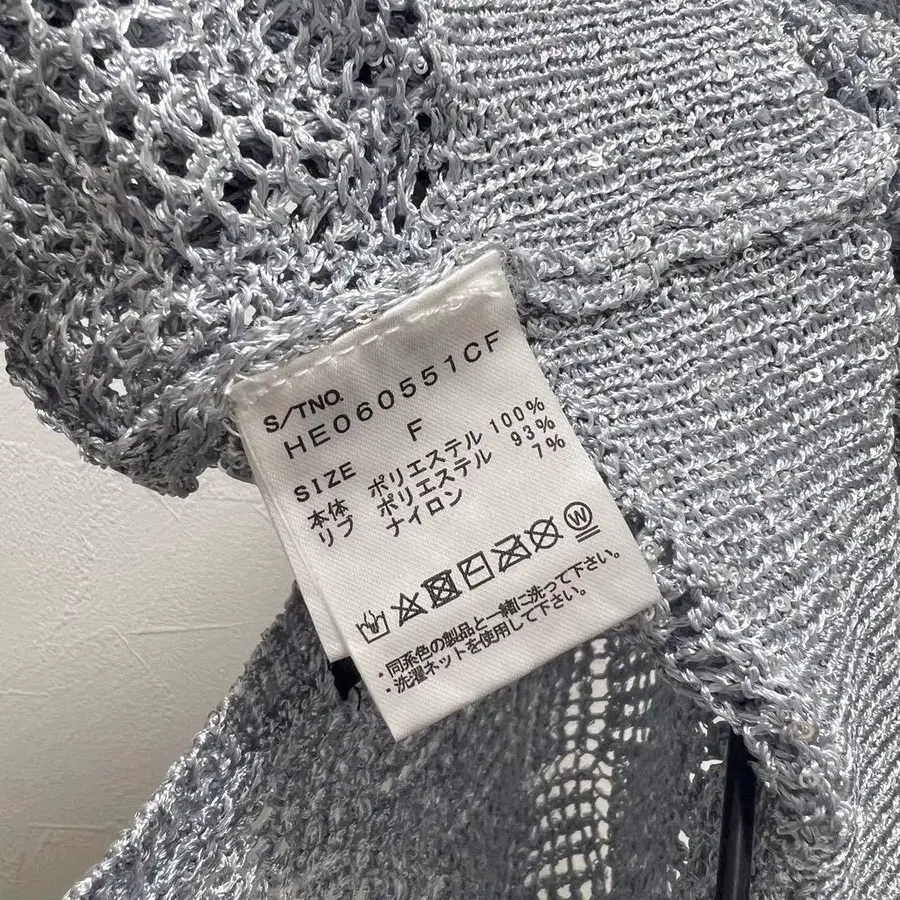 S/TNO.
HE060551CF
SIZE F
本体 ポリエステル 100%
リブ ポリエステル 93%
ナイロン 7%
W
・同系色の製品と一緒に洗って下さい。
・洗濯ネットを使用して下さい。